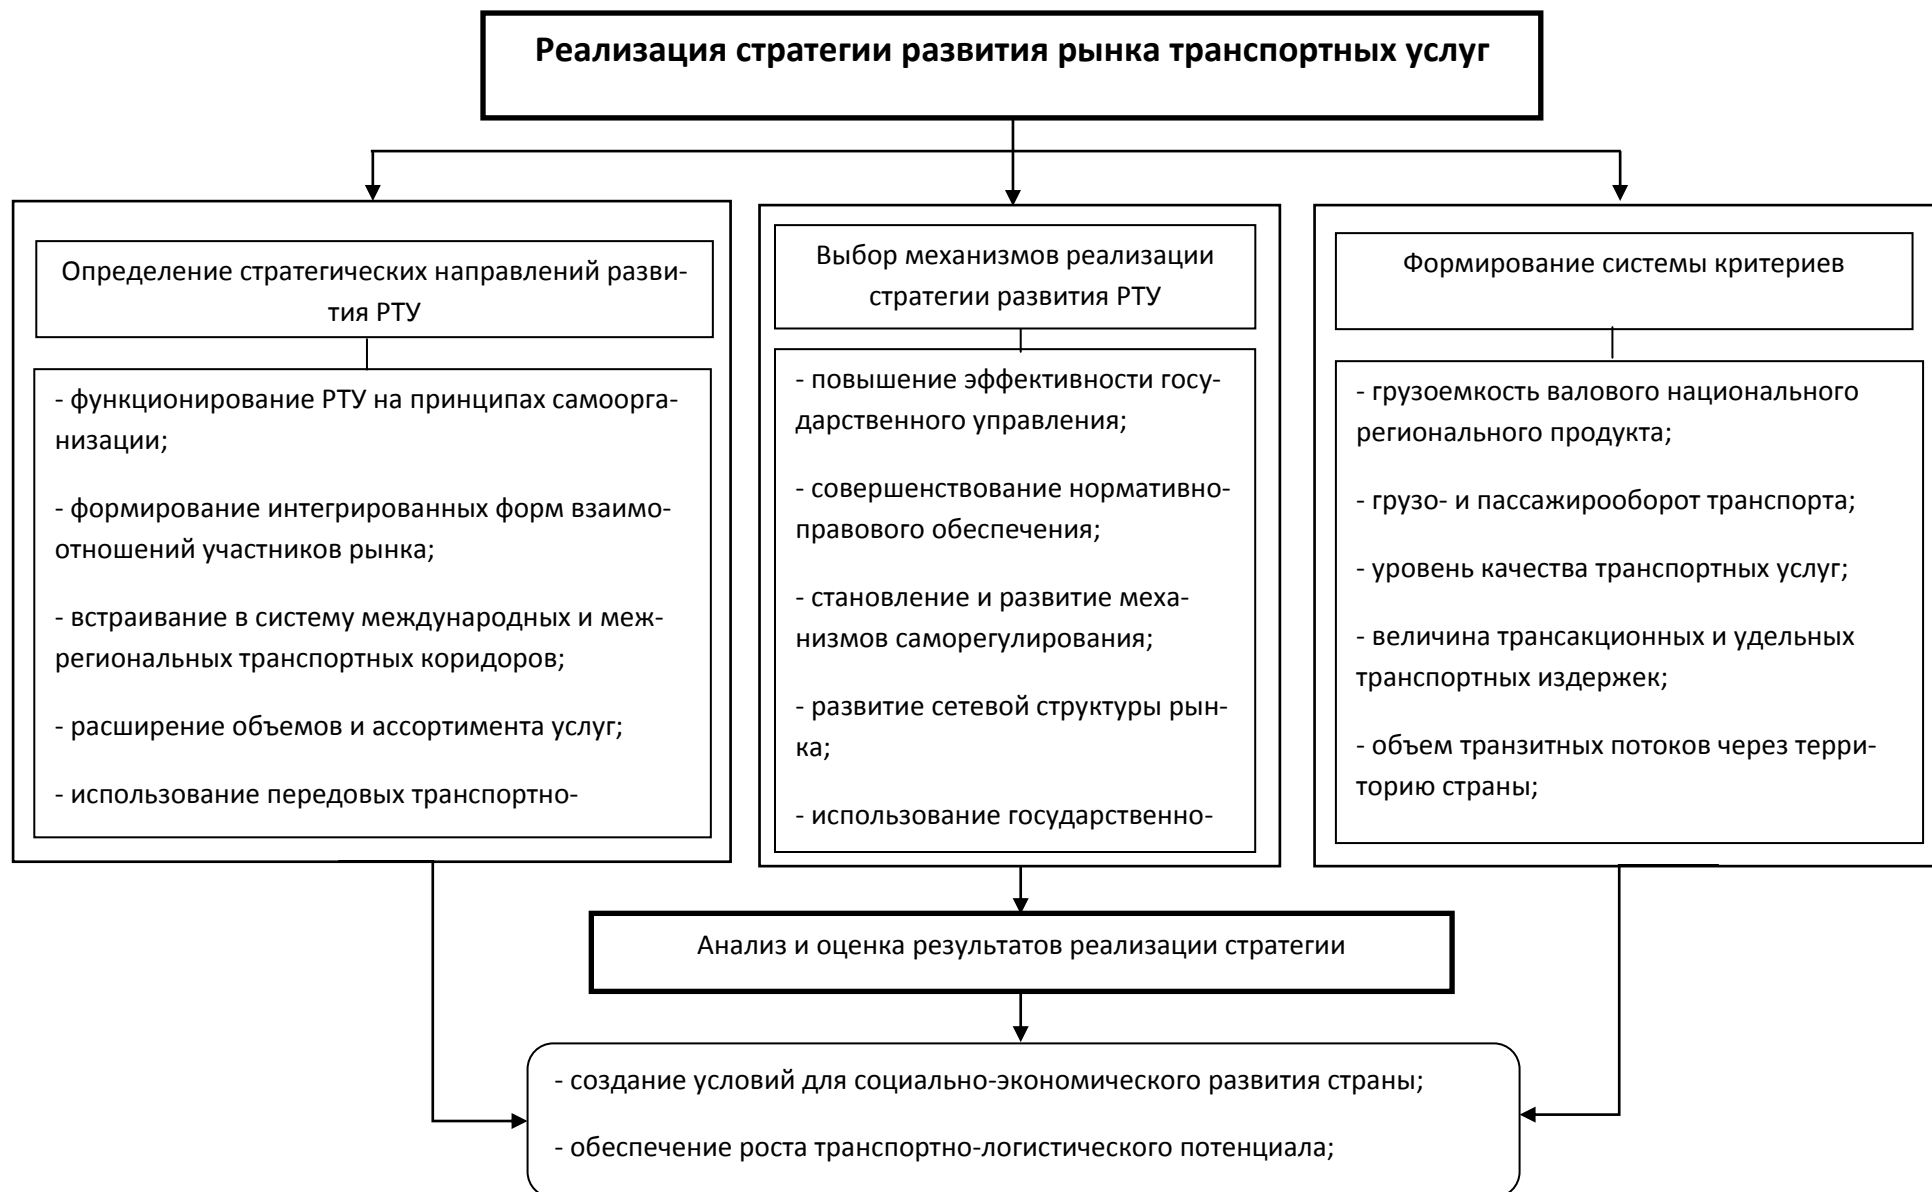 Реализация стратегии развития рынка транспортных услуг
Определение стратегических направлений разви-
тия РТУ
- функционирование РТУ на принципах самоорга-
низации;
- формирование интегрированных форм взаимо-
отношений участников рынка;
- встраивание в систему международных и меж-
региональных транспортных коридоров;
- расширение объемов и ассортимента услуг;
- использование передовых транспортно-
Выбор механизмов реализации
стратегии развития РТУ
- повышение эффективности госу-
дарственного управления;
- совершенствование нормативно-
правового обеспечения;
- становление и развитие меха-
низмов саморегулирования;
- развитие сетевой структуры рын-
ка;
- использование государственно-
Формирование системы критериев
- грузоемкость валового национального
регионального продукта;
- грузо- и пассажирооборот транспорта;
- уровень качества транспортных услуг;
- величина трансакционных и удельных
транспортных издержек;
- объем транзитных потоков через терри-
торию страны;
Анализ и оценка результатов реализации стратегии
- создание условий для социально-экономического развития страны;
- обеспечение роста транспортно-логистического потенциала;